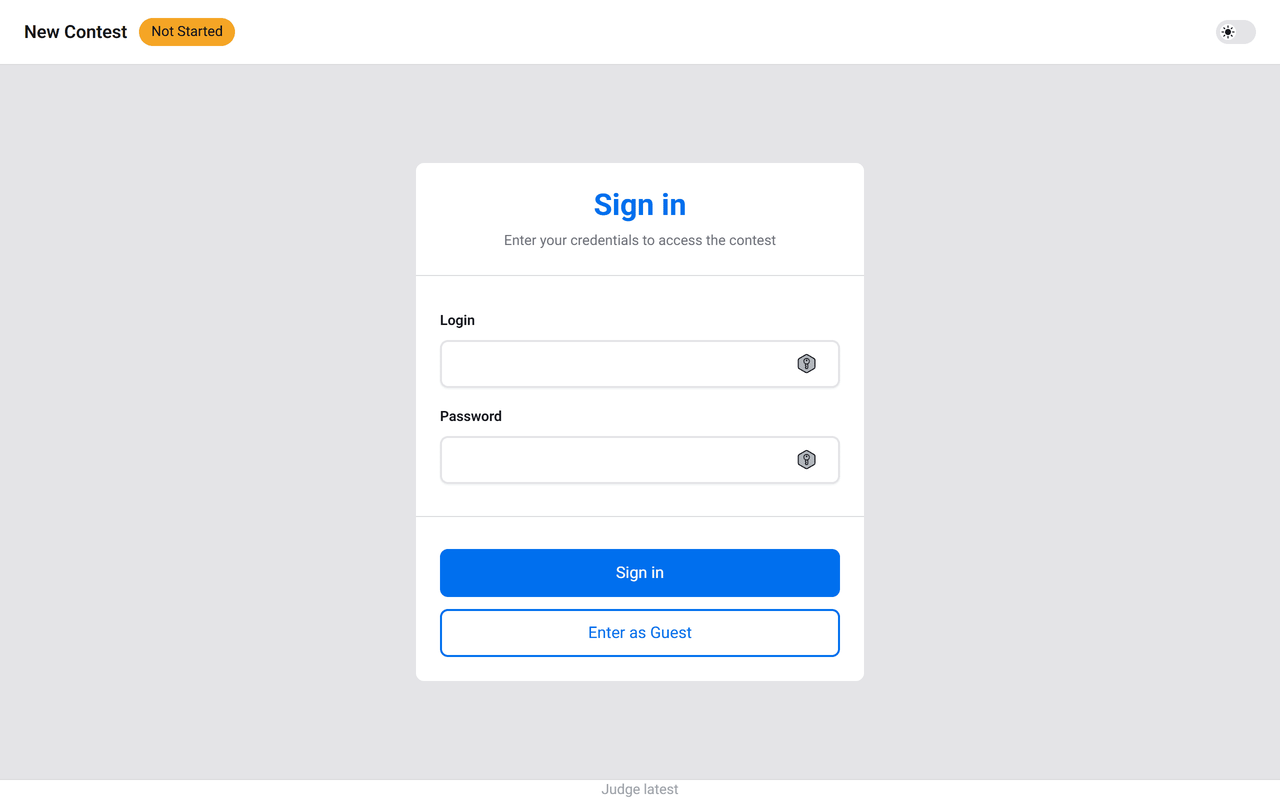 New Contest
Not Started
Sign in
Enter your credentials to access the contest
Login
Password
Sign in
Enter as Guest
Judge latest